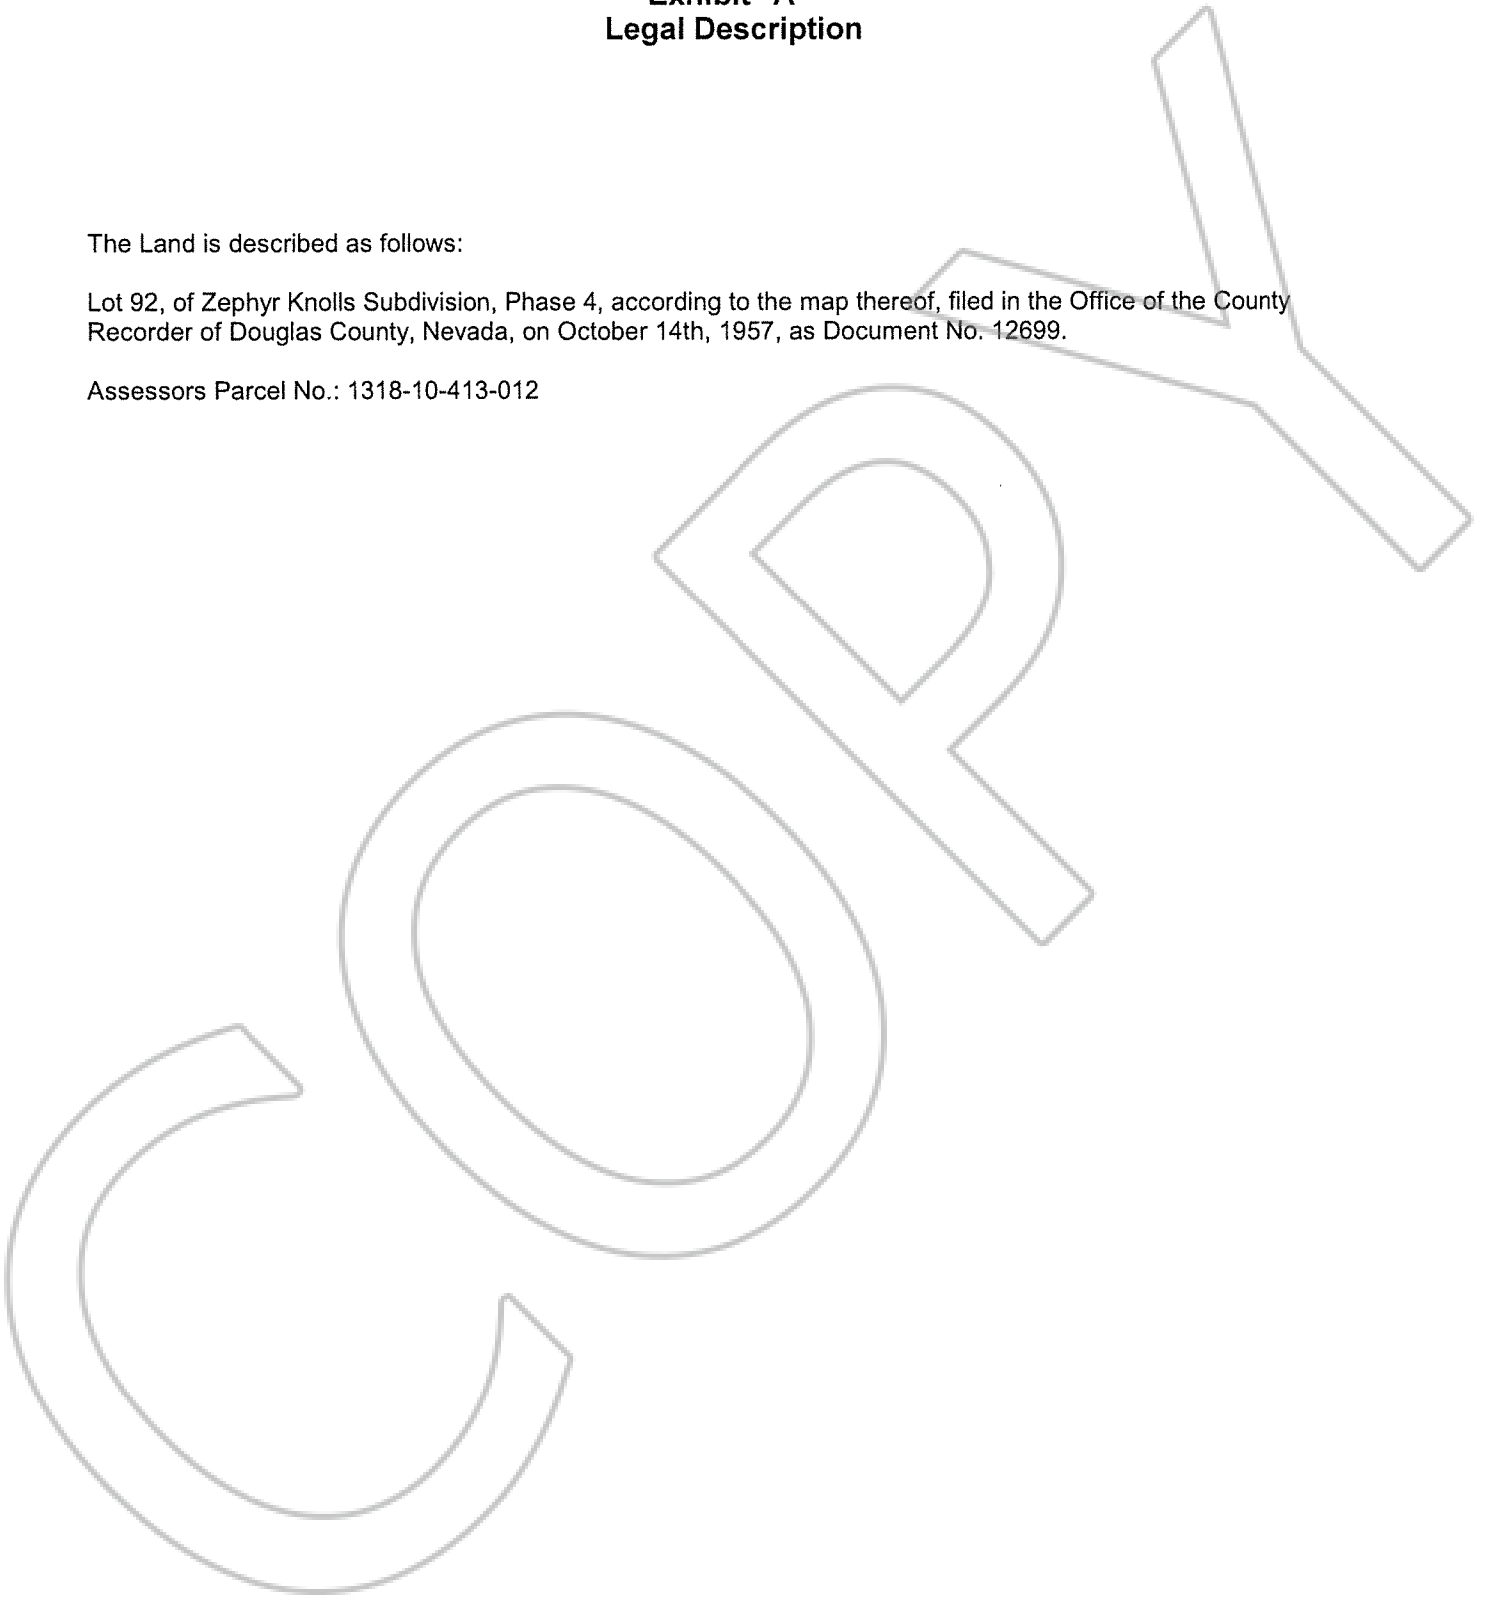 Exhibit "A"
Legal Description
The Land is described as follows:
Lot 92, of Zephyr Knolls Subdivision, Phase 4, according to the map thereof, filed in the Office of the County
Recorder of Douglas County, Nevada, on October 14th, 1957, as Document No. 12699.
Assessors Parcel No.: 1318-10-413-012
COPY